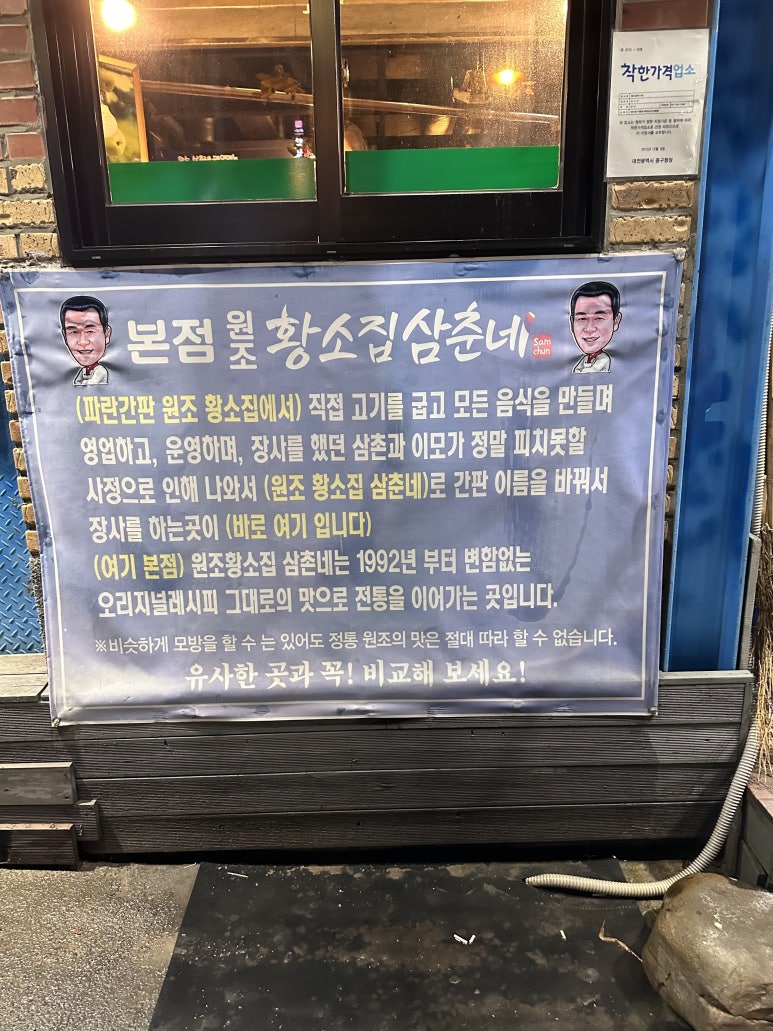 착한가격업소
대전광역시 중구청장
본점 원조 황소집 삼춘네
Sam chun
(파란간판 원조 황소집에서) 직접 고기를 굽고 모든 음식을 만들며
영업하고, 운영하며, 장사를 했던 삼촌과 이모가 정말 피치못할
사정으로 인해 나와서 (원조 황소집 삼춘네)로 간판 이름을 바꿔서
장사를 하는곳이 (바로 여기 입니다)
(여기 본점) 원조황소집 삼촌네는 1992년 부터 변함없는
오리지널레시피 그대로의 맛으로 전통을 이어가는 곳입니다.
※비슷하게 모방을 할 수 는 있어도 정통 원조의 맛은 절대 따라 할 수 없습니다.
유사한 곳과 꼭! 비교해 보세요!